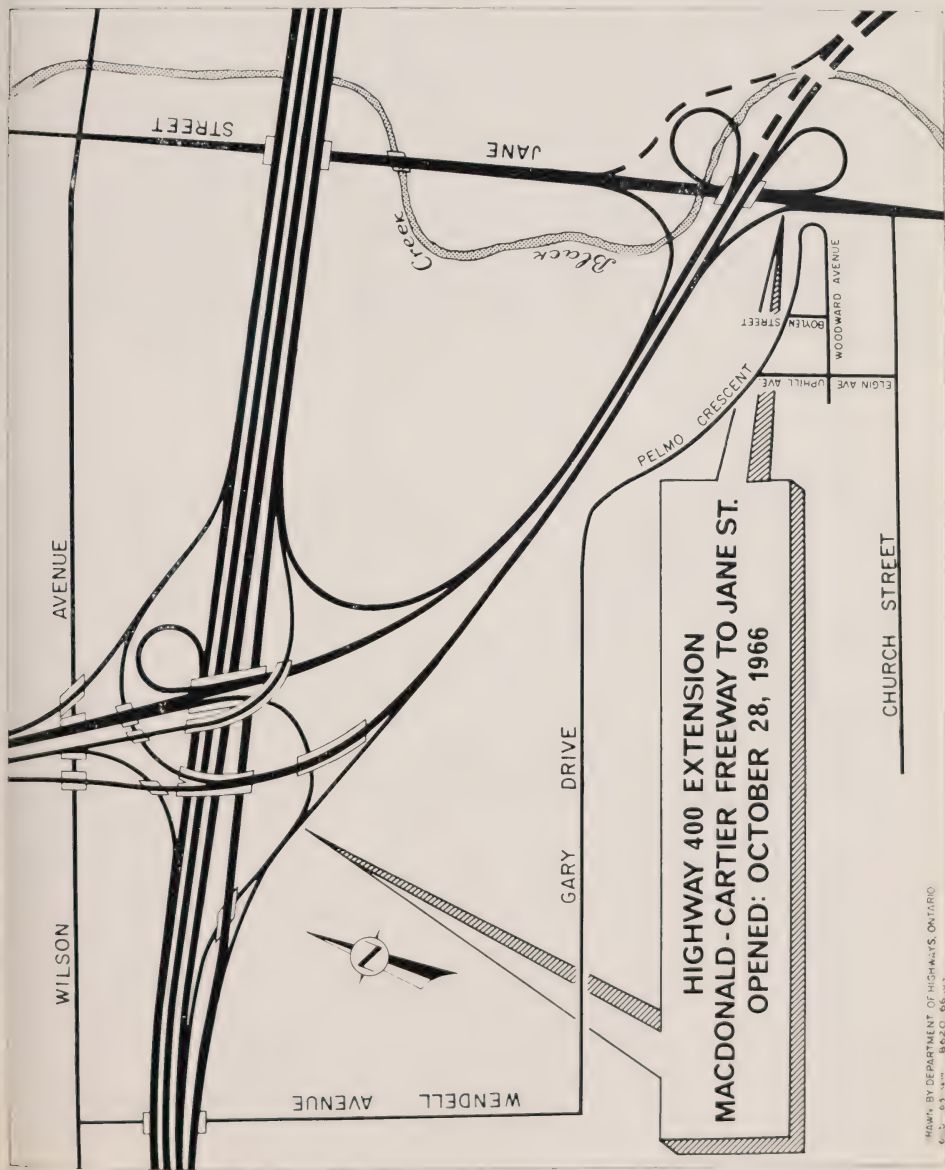 WILSON AVENUE
JANE STREET
Black Creek
WENDELL AVENUE
GARY DRIVE
PELMO CRESCENT
BOYLEN STREET
WOODWARD AVENUE
UPHILL AVE.
ELGIN AVE
CHURCH STREET
HIGHWAY 400 EXTENSION
MACDONALD-CARTIER FREEWAY TO JANE ST.
OPENED: OCTOBER 28, 1966
DRAWN BY DEPARTMENT OF HIGHWAYS, ONTARIO